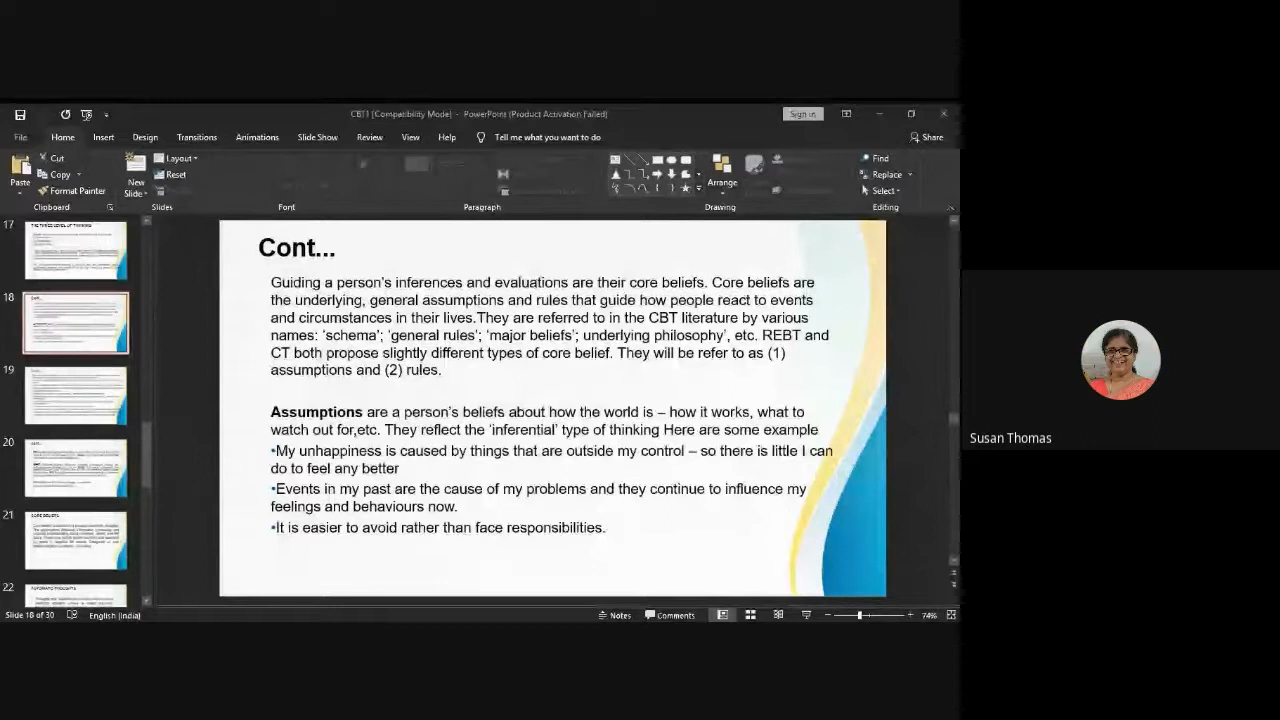 CBT1 [Compatibility Mode] - PowerPoint (Product Activation Failed)
Sign in
File Home Insert Design Transitions Animations Slide Show Review View Help Tell me what you want to do Share
Paste
Cut
Copy
Format Painter
Clipboard
New Slide
Layout
Reset
Slides
Font
Paragraph
Arrange
Drawing
Find
Replace
Select
Editing
17
THE THREE LEVEL OF THINKING
18
19
20
21
CORE BELIEFS
22
AUTOMATIC THOUGHTS
Cont...
Guiding a person's inferences and evaluations are their core beliefs. Core beliefs are
the underlying, general assumptions and rules that guide how people react to events
and circumstances in their lives.They are referred to in the CBT literature by various
names: 'schema'; 'general rules'; 'major beliefs'; underlying philosophy', etc. REBT and
CT both propose slightly different types of core belief. They will be refer to as (1)
assumptions and (2) rules.
Assumptions are a person's beliefs about how the world is – how it works, what to
watch out for,etc. They reflect the 'inferential' type of thinking Here are some example
•My unhappiness is caused by things that are outside my control – so there is little I can
do to feel any better
•Events in my past are the cause of my problems and they continue to influence my
feelings and behaviours now.
•It is easier to avoid rather than face responsibilities.
Susan Thomas
Slide 18 of 30 English (India) Notes Comments 74%